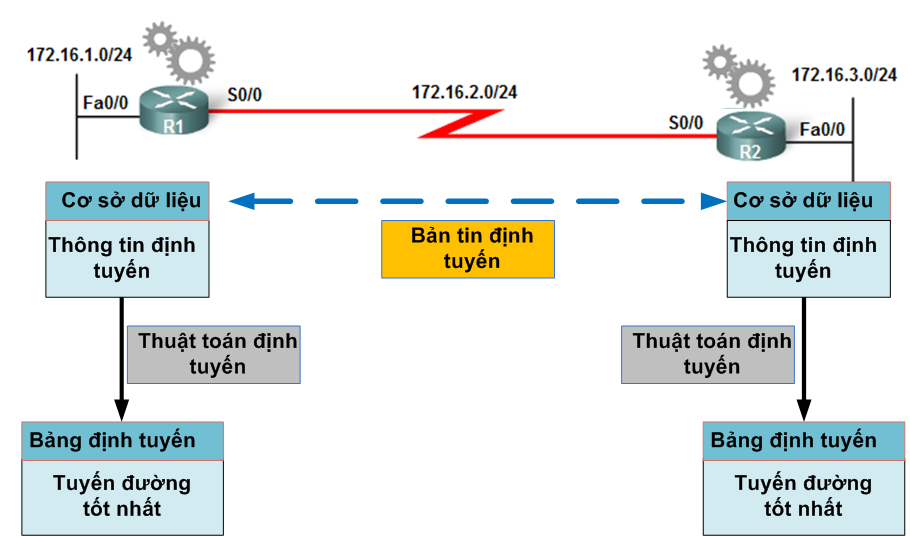 172.16.1.0/24
Fa0/0
R1
S0/0
172.16.2.0/24
S0/0
R2
172.16.3.0/24
Fa0/0
Cơ sở dữ liệu
Thông tin định
tuyến
Bản tin định
tuyến
Cơ sở dữ liệu
Thông tin định
tuyến
Thuật toán định
tuyến
Thuật toán định
tuyến
Bảng định tuyến
Tuyến đường
tốt nhất
Bảng định tuyến
Tuyến đường
tốt nhất